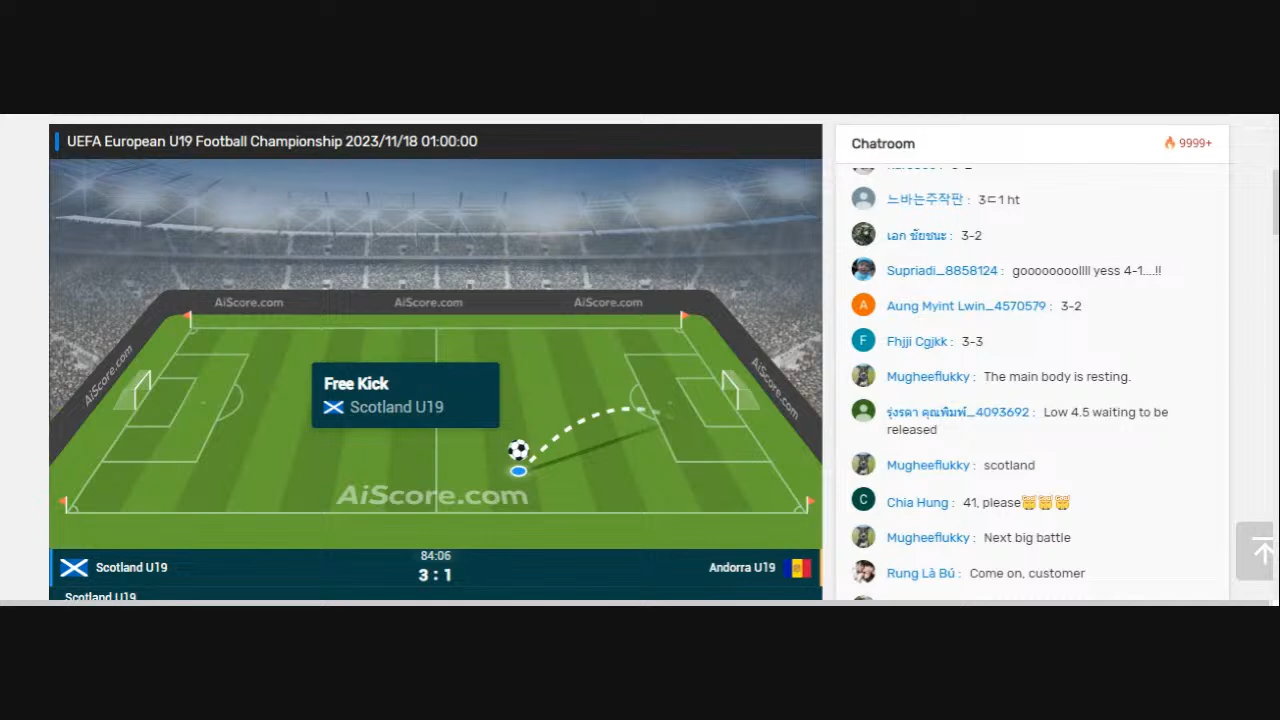 UEFA European U19 Football Championship 2023/11/18 01:00:00
AiScore.com
AiScore.com
AiScore.com
AiScore.com
AiScore.com
Free Kick
Scotland U19
AiScore.com
84:06
Scotland U19
3 : 1
Andorra U19
Scotland U19
Chatroom
9999+
느바는주작판 : 3ㄷ1 ht
เอก ชัยชนะ : 3-2
Supriadi_8858124 : goooooooollll yess 4-1....!!
A
Aung Myint Lwin_4570579 : 3-2
F
Fhjji Cgjkk : 3-3
Mugheeflukky : The main body is resting.
รุ่งรดา คุณพิมพ์_4093692 : Low 4.5 waiting to be
released
Mugheeflukky : scotland
C
Chia Hung : 41, please
Mugheeflukky : Next big battle
Rung Là Bú : Come on, customer